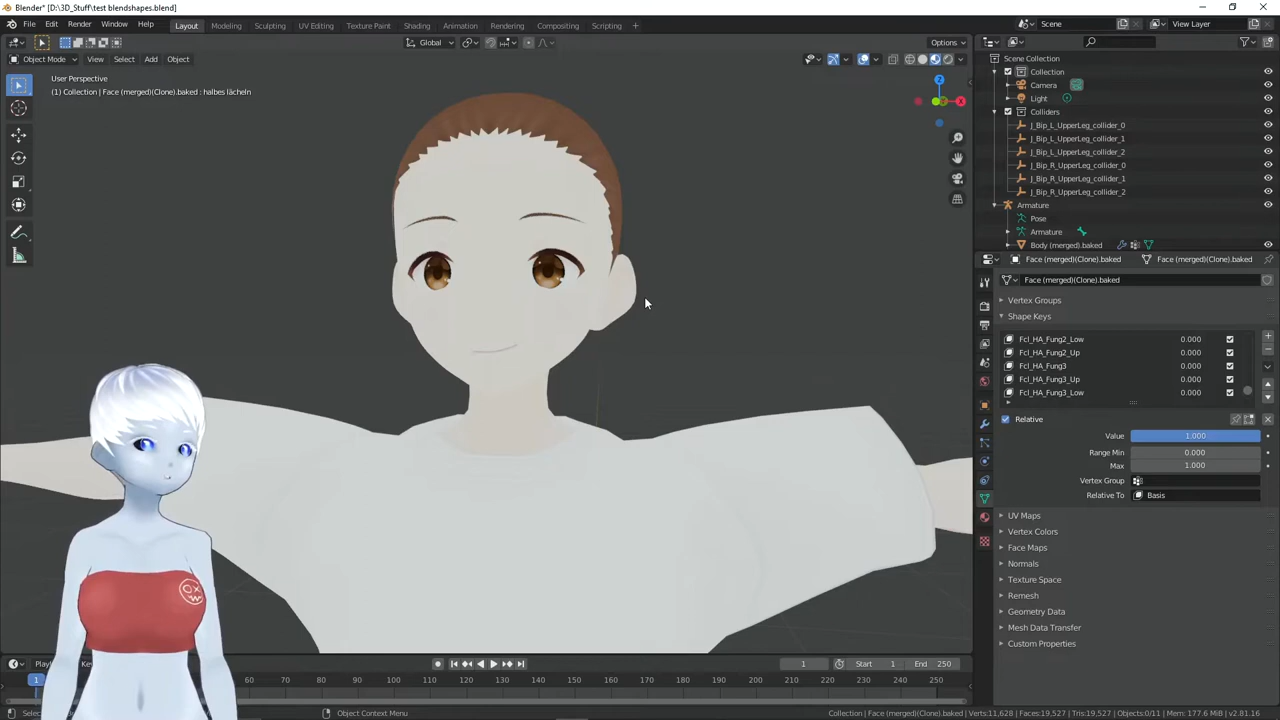 Blender* [D:\3D_Stuff\test blendshapes.blend]
File Edit Render Window Help Layout Modeling Sculpting UV Editing Texture Paint Shading Animation Rendering Compositing Scripting + Scene View Layer
Global Options
Object Mode View Select Add Object
User Perspective
(1) Collection | Face (merged)(Clone).baked : halbes lächeln
Z
X
Y
Scene Collection
Collection
Camera
Light
Colliders
J_Bip_L_UpperLeg_collider_0
J_Bip_L_UpperLeg_collider_1
J_Bip_L_UpperLeg_collider_2
J_Bip_R_UpperLeg_collider_0
J_Bip_R_UpperLeg_collider_1
J_Bip_R_UpperLeg_collider_2
Armature
Pose
Armature
Body (merged).baked
Face (merged)(Clone).baked Face (merged)(Clone).baked
Face (merged)(Clone).baked
Vertex Groups
Shape Keys
Fcl_HA_Fung2_Low 0.000
Fcl_HA_Fung2_Up 0.000
Fcl_HA_Fung3 0.000
Fcl_HA_Fung3_Up 0.000
Fcl_HA_Fung3_Low 0.000
Relative
Value 1.000
Range Min 0.000
Max 1.000
Vertex Group
Relative To Basis
UV Maps
Vertex Colors
Face Maps
Normals
Texture Space
Remesh
Geometry Data
Mesh Data Transfer
Custom Properties
1 Start 1 End 250
1 60 70 80 90 100 110 120 130 140 150 160 170 180 190 200 210 220 230 240 250
Object Context Menu
Collection | Face (merged)(Clone).baked | Verts:11,628 | Faces:19,527 | Tris:19,527 | Objects:0/11 | Mem: 177.6 MiB | v2.81.16